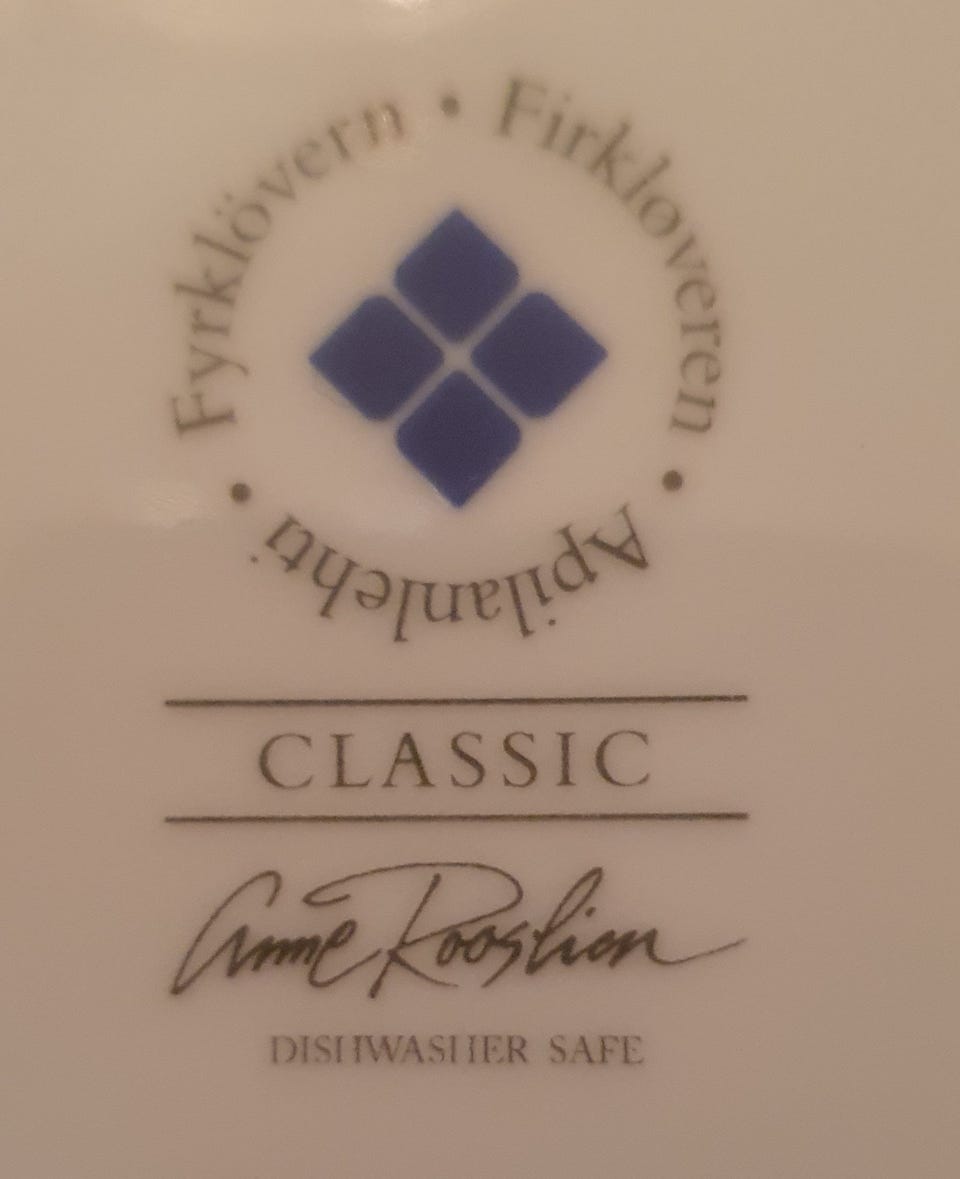 Fyrklövern • Firkløveren • Apilanlehti •
CLASSIC
Anne Rooslien
DISHWASHER SAFE